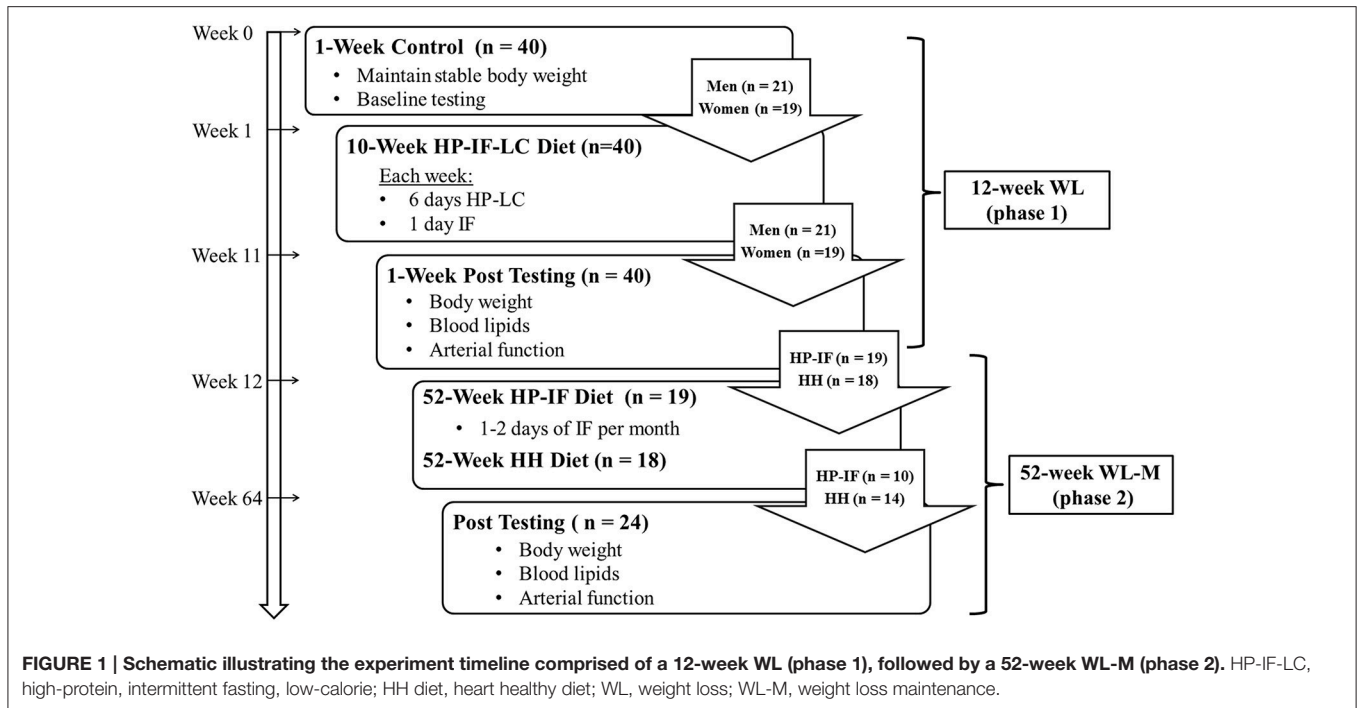 Week 0
1-Week Control (n = 40)
• Maintain stable body weight
• Baseline testing
Men (n = 21)
Women (n =19)
Week 1
10-Week HP-IF-LC Diet (n=40)
Each week:
• 6 days HP-LC
• 1 day IF
Men (n = 21)
Women (n =19)
12-week WL
(phase 1)
Week 11
1-Week Post Testing (n = 40)
• Body weight
• Blood lipids
• Arterial function
HP-IF (n = 19)
HH (n = 18)
Week 12
52-Week HP-IF Diet (n = 19)
• 1-2 days of IF per month
52-Week HH Diet (n = 18)
HP-IF (n = 10)
HH (n = 14)
52-week WL-M
(phase 2)
Week 64
Post Testing ( n = 24)
• Body weight
• Blood lipids
• Arterial function
FIGURE 1 | Schematic illustrating the experiment timeline comprised of a 12-week WL (phase 1), followed by a 52-week WL-M (phase 2). HP-IF-LC,
high-protein, intermittent fasting, low-calorie; HH diet, heart healthy diet; WL, weight loss; WL-M, weight loss maintenance.